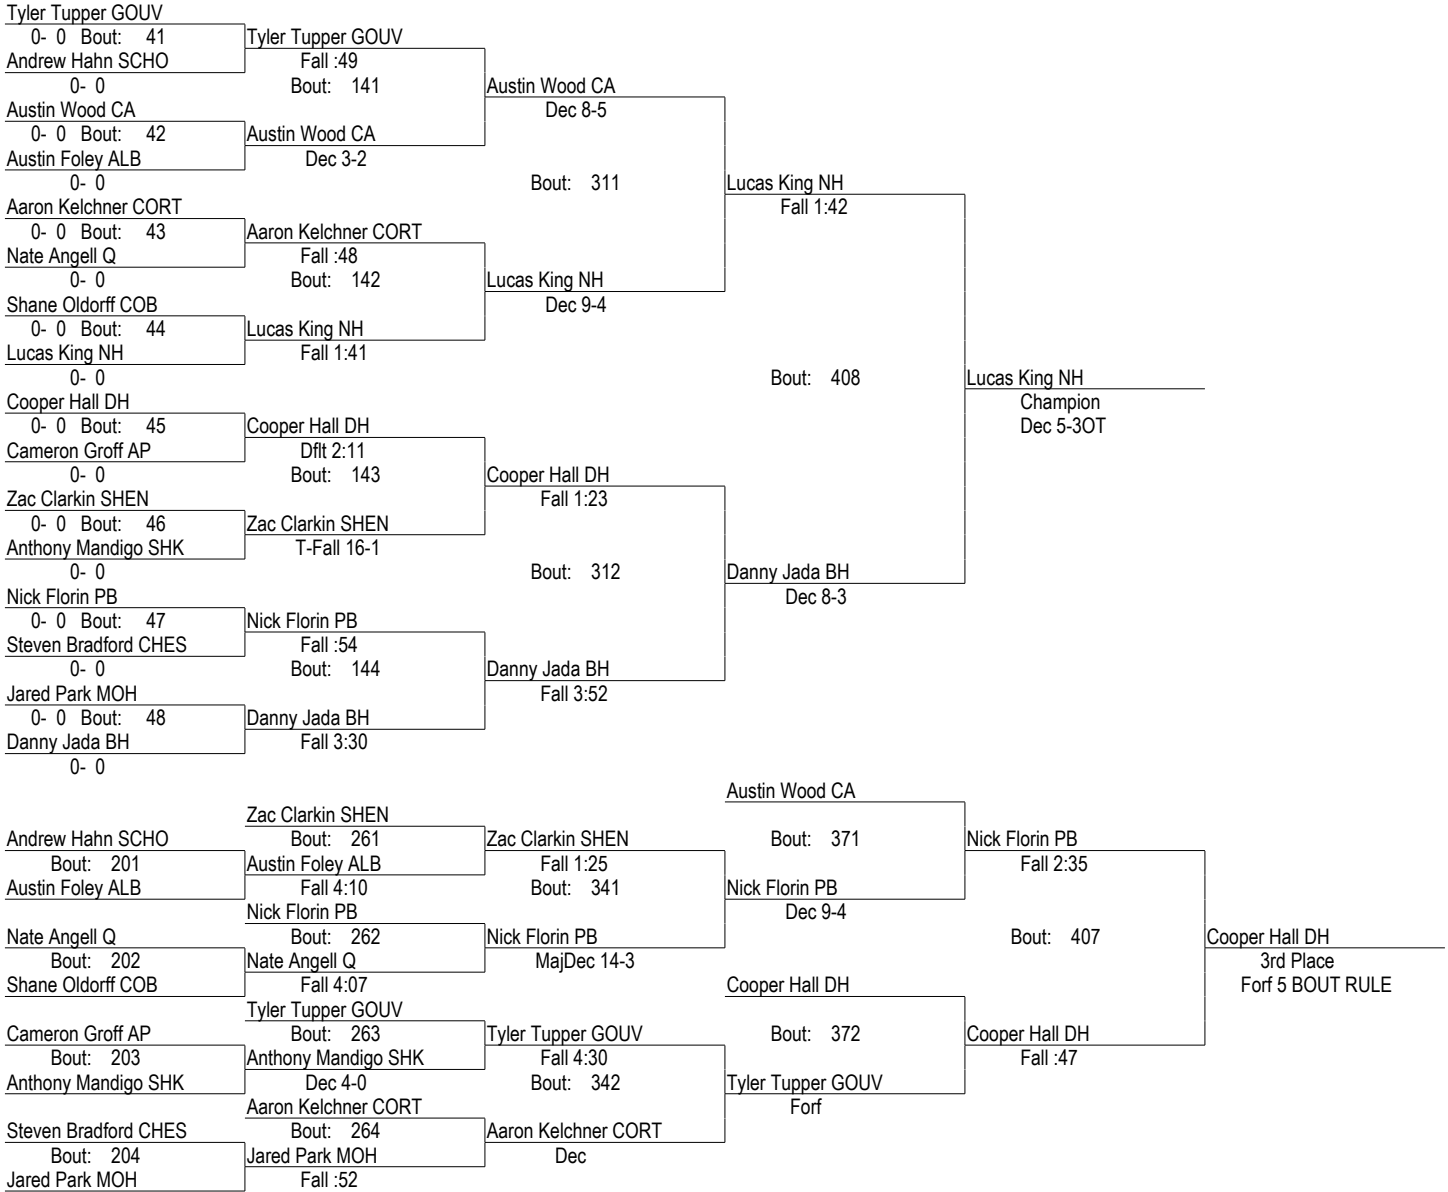 Tyler Tupper GOUV
0- 0 Bout: 41 Tyler Tupper GOUV
Andrew Hahn SCHO Fall :49
0- 0 Bout: 141 Austin Wood CA
Austin Wood CA Dec 8-5
0- 0 Bout: 42 Austin Wood CA
Austin Foley ALB Dec 3-2
0- 0 Bout: 311 Lucas King NH
Aaron Kelchner CORT Fall 1:42
0- 0 Bout: 43 Aaron Kelchner CORT
Nate Angell Q Fall :48
0- 0 Bout: 142 Lucas King NH
Shane Oldorff COB Dec 9-4
0- 0 Bout: 44 Lucas King NH
Lucas King NH Fall 1:41
0- 0 Bout: 408 Lucas King NH
Cooper Hall DH Champion
0- 0 Bout: 45 Cooper Hall DH Dec 5-3OT
Cameron Groff AP Dflt 2:11
0- 0 Bout: 143 Cooper Hall DH
Zac Clarkin SHEN Fall 1:23
0- 0 Bout: 46 Zac Clarkin SHEN
Anthony Mandigo SHK T-Fall 16-1
0- 0 Bout: 312 Danny Jada BH
Nick Florin PB Dec 8-3
0- 0 Bout: 47 Nick Florin PB
Steven Bradford CHES Fall :54
0- 0 Bout: 144 Danny Jada BH
Jared Park MOH Fall 3:52
0- 0 Bout: 48 Danny Jada BH
Danny Jada BH Fall 3:30
0- 0
Austin Wood CA
Zac Clarkin SHEN
Andrew Hahn SCHO Bout: 261 Zac Clarkin SHEN Bout: 371 Nick Florin PB
Bout: 201 Austin Foley ALB Fall 1:25 Fall 2:35
Austin Foley ALB Fall 4:10 Bout: 341 Nick Florin PB
Nick Florin PB Dec 9-4
Nate Angell Q Bout: 262 Nick Florin PB Bout: 407 Cooper Hall DH
Bout: 202 Nate Angell Q MajDec 14-3 3rd Place
Shane Oldorff COB Fall 4:07 Cooper Hall DH Forf 5 BOUT RULE
Tyler Tupper GOUV
Cameron Groff AP Bout: 263 Tyler Tupper GOUV Bout: 372 Cooper Hall DH
Bout: 203 Anthony Mandigo SHK Fall 4:30 Fall :47
Anthony Mandigo SHK Dec 4-0 Bout: 342 Tyler Tupper GOUV
Aaron Kelchner CORT Forf
Steven Bradford CHES Bout: 264 Aaron Kelchner CORT
Bout: 204 Jared Park MOH Dec
Jared Park MOH Fall :52